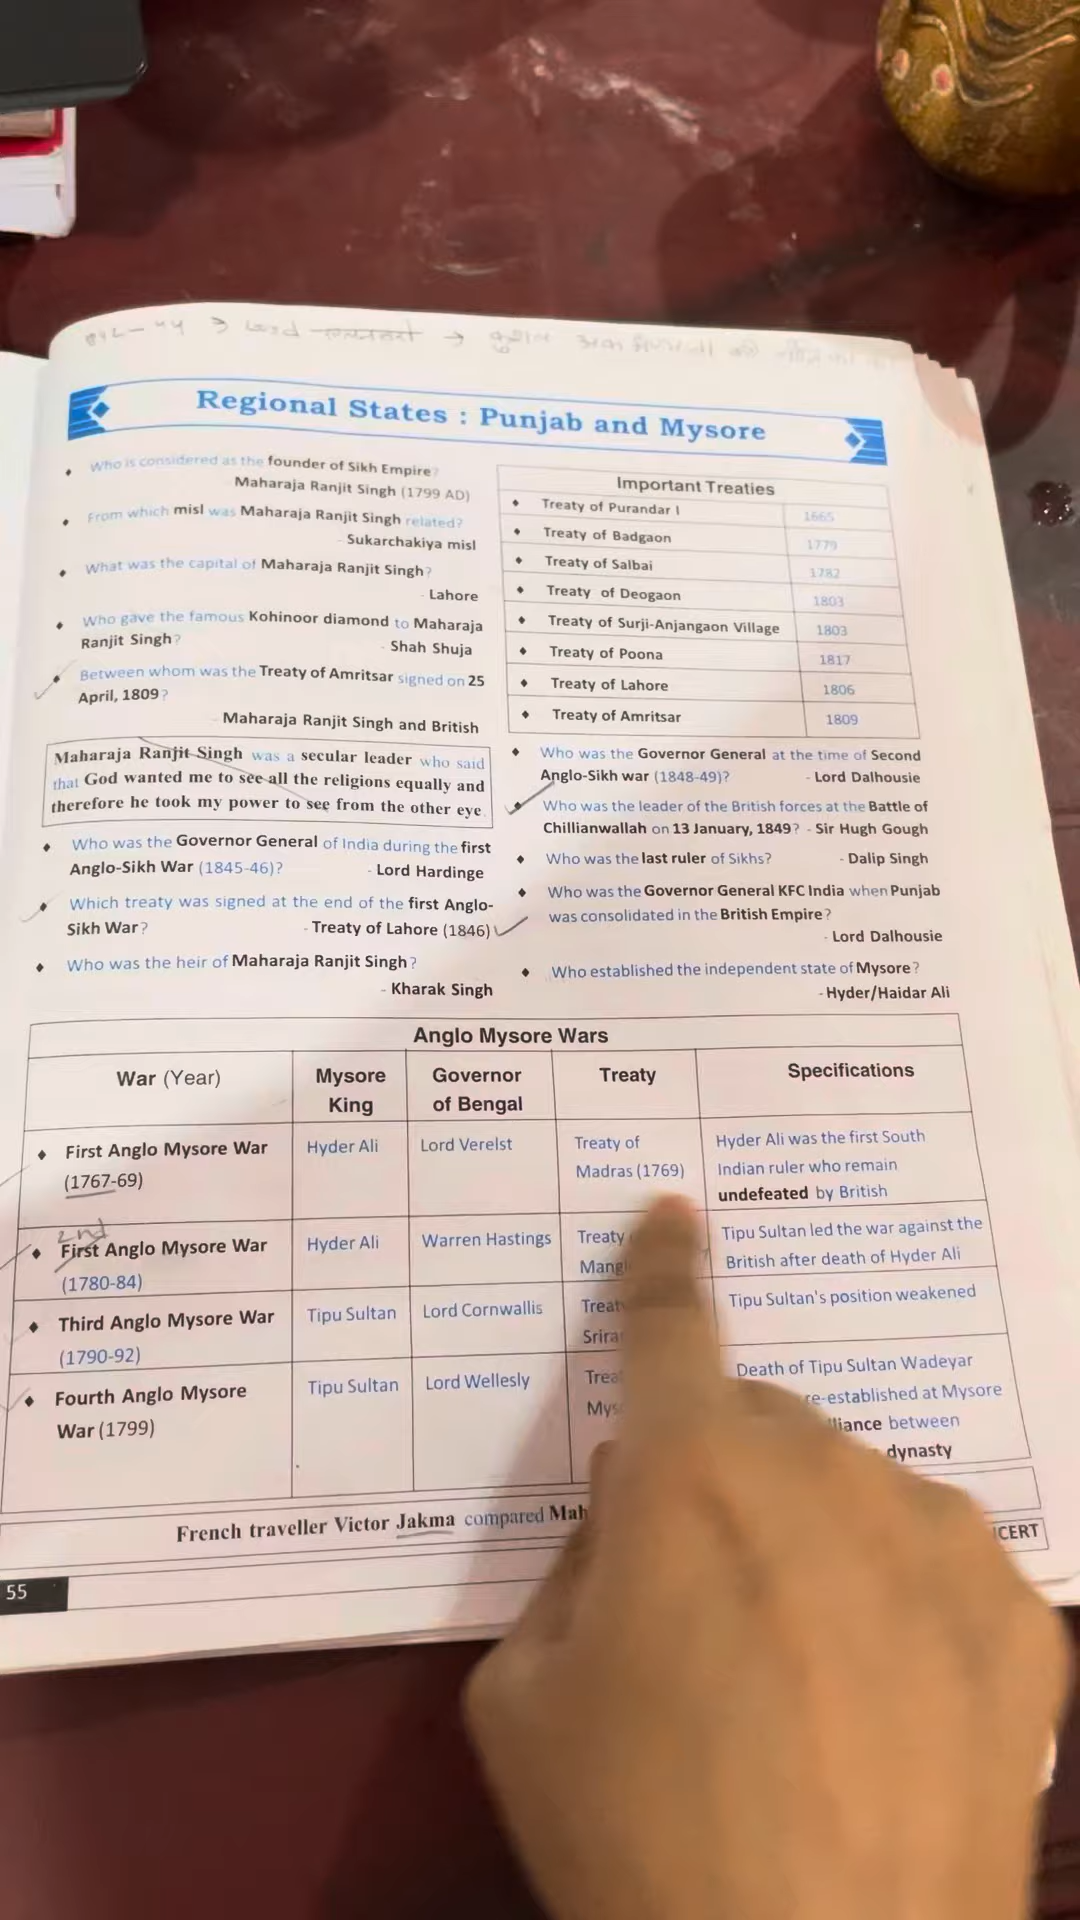 Regional States : Punjab and Mysore
Who is considered as the founder of Sikh Empire?
Maharaja Ranjit Singh (1799 AD)
From which misl was Maharaja Ranjit Singh related?
- Sukarchakiya misl
What was the capital of Maharaja Ranjit Singh?
- Lahore
Who gave the famous Kohinoor diamond to Maharaja
Ranjit Singh? - Shah Shuja
Between whom was the Treaty of Amritsar signed on 25
April, 1809?
- Maharaja Ranjit Singh and British
Maharaja Ranjit Singh was a secular leader who said
that God wanted me to see all the religions equally and
therefore he took my power to see from the other eye.
Who was the Governor General of India during the first
Anglo-Sikh War (1845-46)? - Lord Hardinge
Which treaty was signed at the end of the first Anglo-
Sikh War? - Treaty of Lahore (1846)
Who was the heir of Maharaja Ranjit Singh?
- Kharak Singh
Important Treaties
Treaty of Purandar I 1665
Treaty of Badgaon 1779
Treaty of Salbai 1782
Treaty of Deogaon 1803
Treaty of Surji-Anjangaon Village 1803
Treaty of Poona 1817
Treaty of Lahore 1806
Treaty of Amritsar 1809
Who was the Governor General at the time of Second
Anglo-Sikh war (1848-49)? - Lord Dalhousie
Who was the leader of the British forces at the Battle of
Chillianwallah on 13 January, 1849? - Sir Hugh Gough
Who was the last ruler of Sikhs? - Dalip Singh
Who was the Governor General KFC India when Punjab
was consolidated in the British Empire?
- Lord Dalhousie
Who established the independent state of Mysore?
- Hyder/Haidar Ali
Anglo Mysore Wars
War (Year) Mysore King Governor of Bengal Treaty Specifications
First Anglo Mysore War Hyder Ali Lord Verelst Treaty of Hyder Ali was the first South
(1767-69) Madras (1769) Indian ruler who remain
undefeated by British
2nd
First Anglo Mysore War Hyder Ali Warren Hastings Treaty Tipu Sultan led the war against the
(1780-84) British after death of Hyder Ali
Third Anglo Mysore War Tipu Sultan Lord Cornwallis Tipu Sultan's position weakened
(1790-92)
Fourth Anglo Mysore Tipu Sultan Lord Wellesly Death of Tipu Sultan Wadeyar
War (1799) re-established at Mysore
between
dynasty
French traveller Victor Jakma compared
55